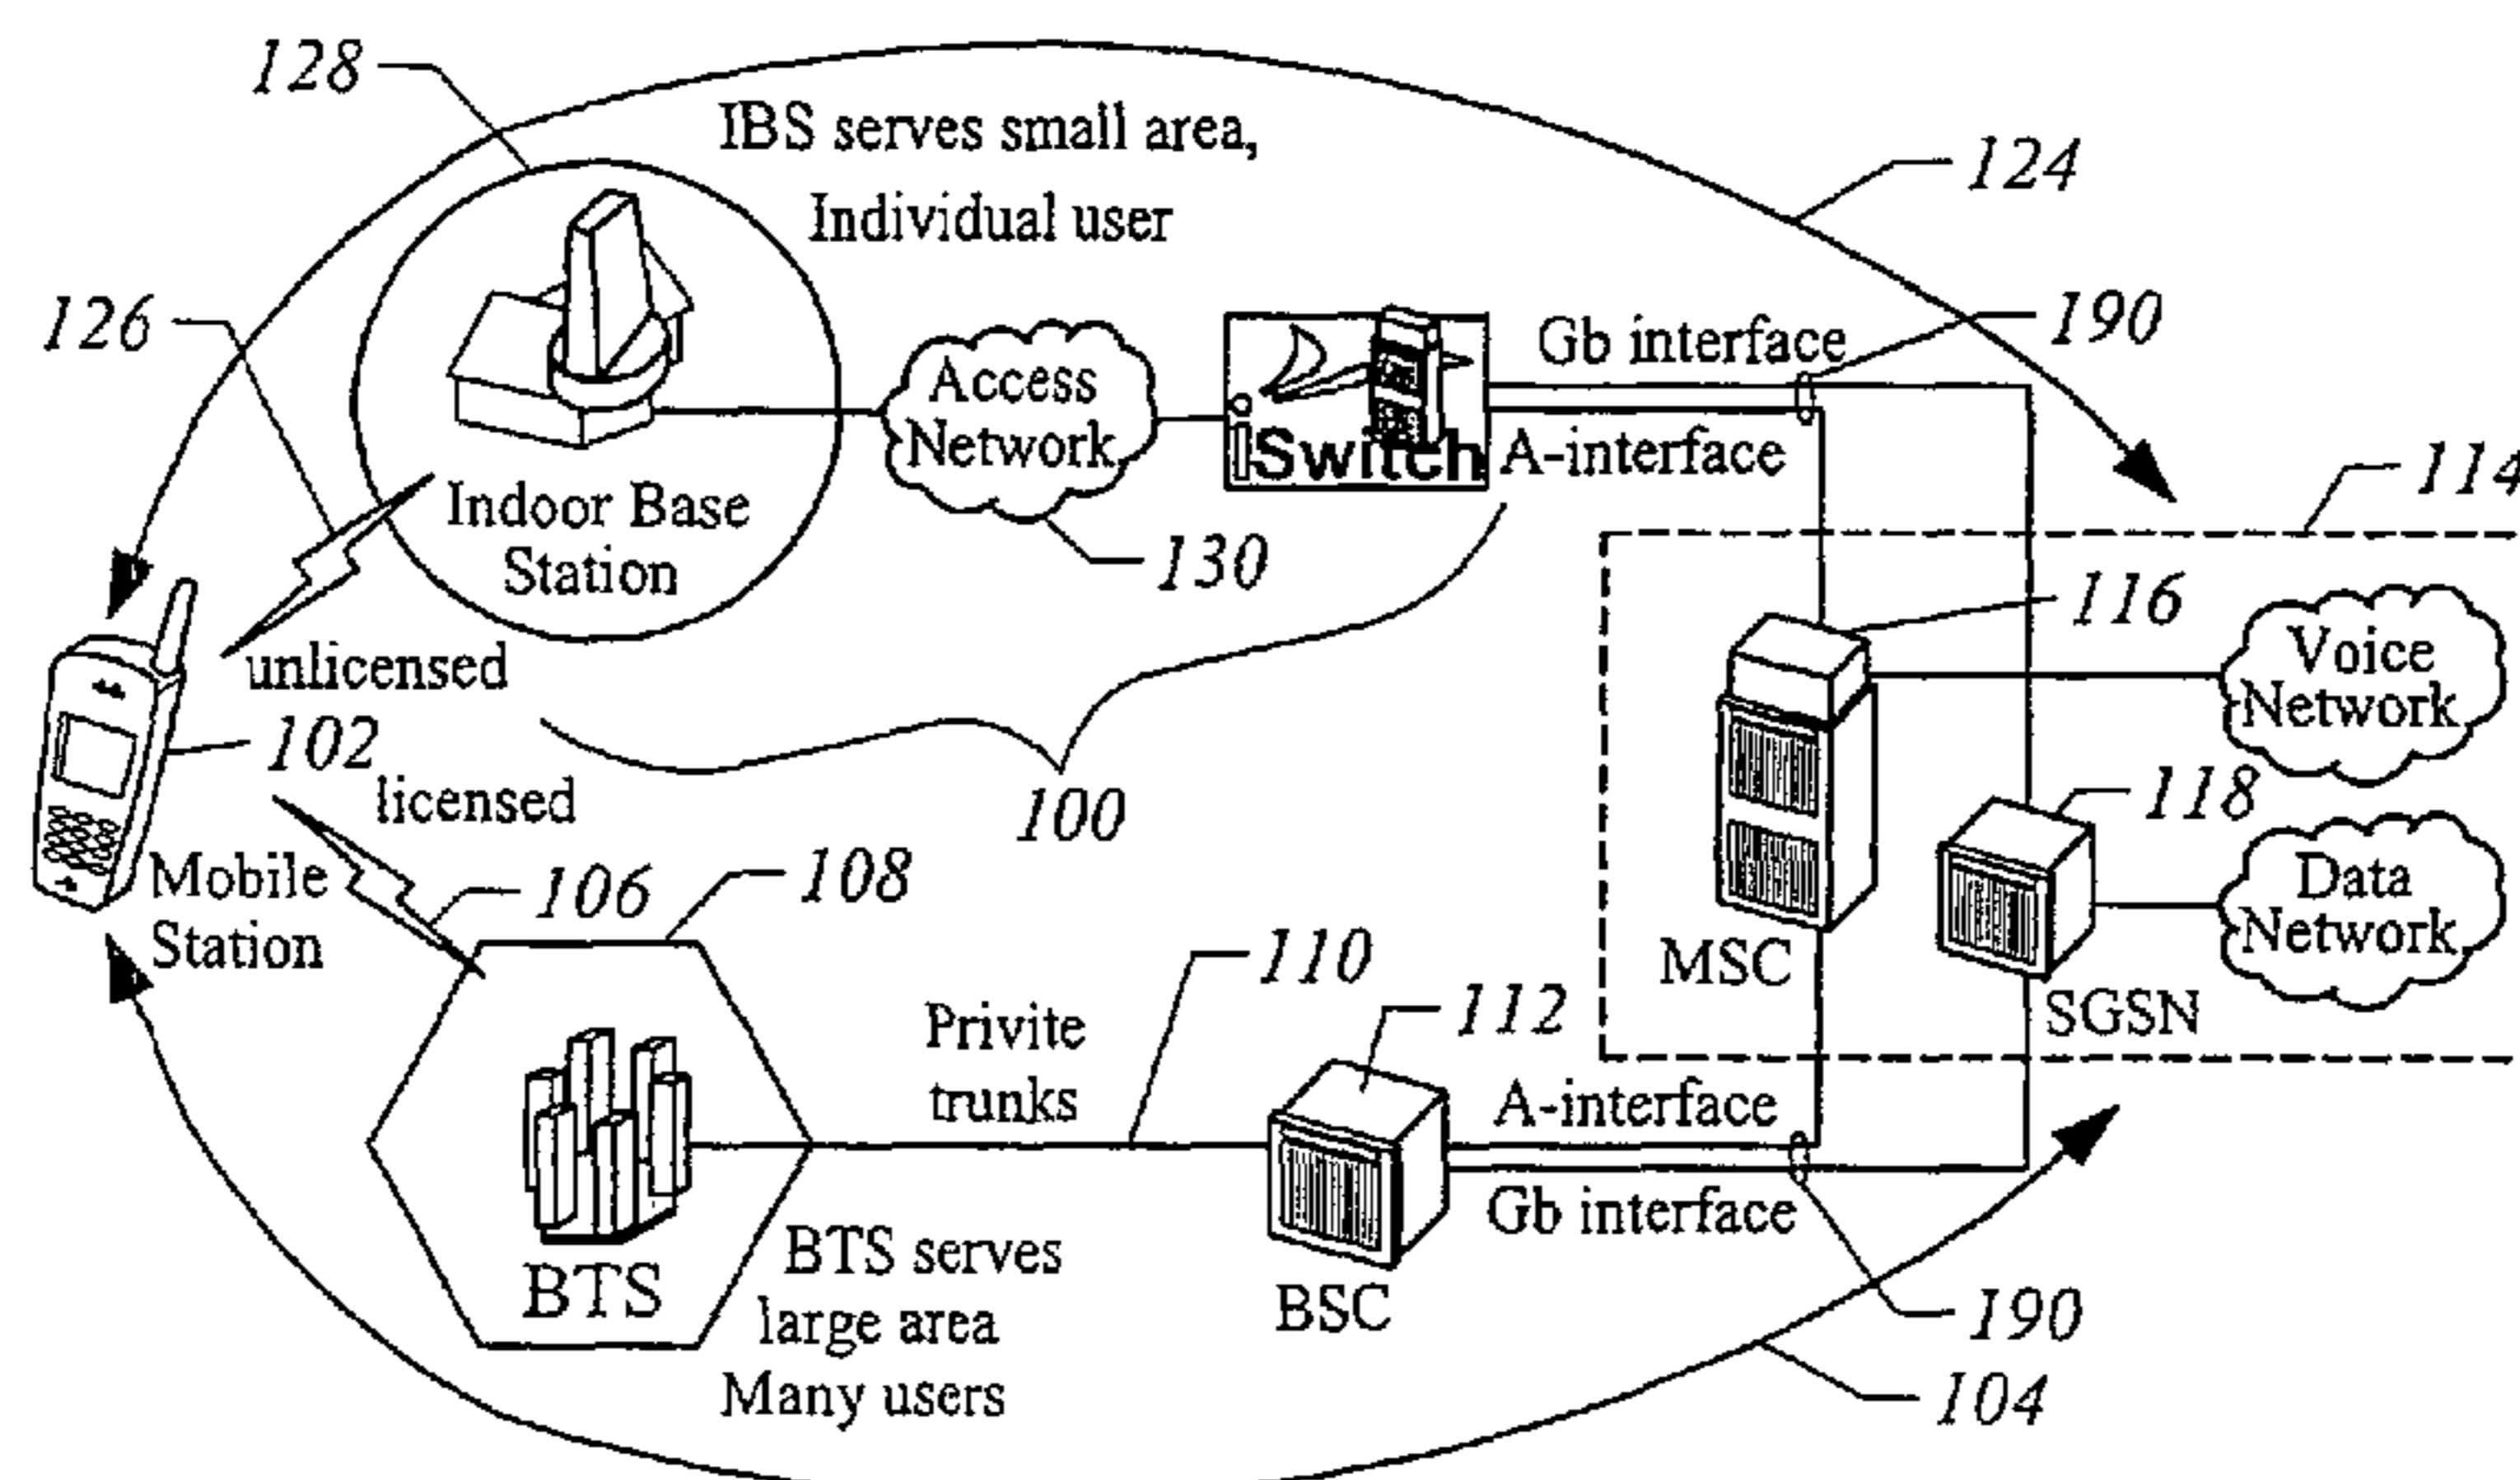 128
IBS serves small area,
Individual user
124
126
190
Gb interface
Access
Network
iSwitch
A-interface
114
Indoor Base
Station
130
116
Voice
Network
unlicensed
102
licensed
100
118
Mobile
Station
106
108
Data
Network
MSC
SGSN
110
112
Privite
trunks
A-interface
Gb interface
BTS
BTS serves
large area
Many users
BSC
190
104